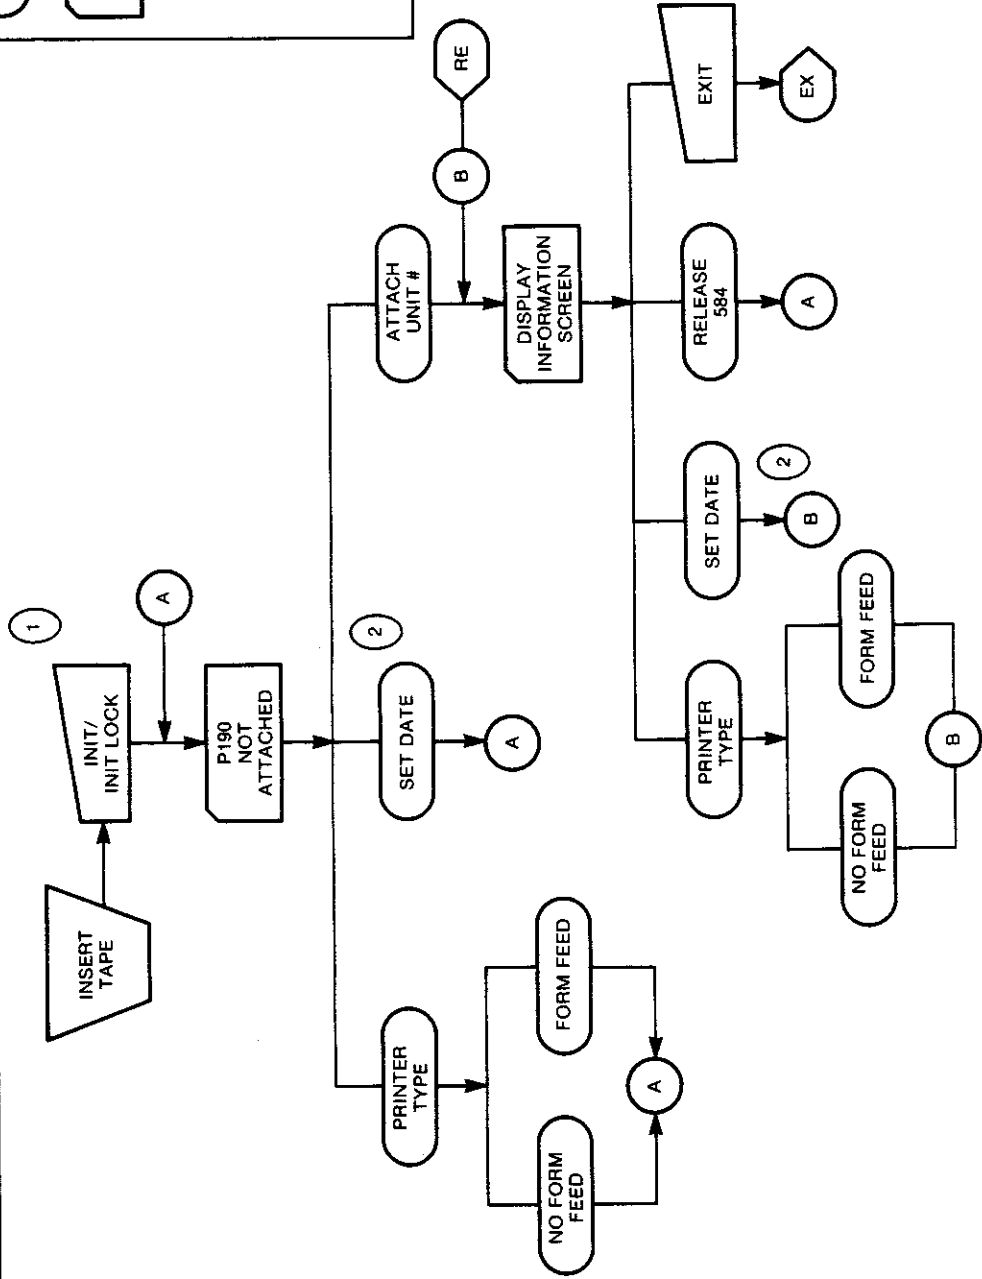 INSERT
TAPE
INIT/
INIT LOCK
1
A
P190
NOT
ATTACHED
PRINTER
TYPE
NO FORM
FEED
FORM FEED
A
SET DATE
2
A
ATTACH
UNIT #
B
RE
DISPLAY
INFORMATION
SCREEN
PRINTER
TYPE
NO FORM
FEED
FORM FEED
B
SET DATE
2
B
RELEASE
584
A
EXIT
EX